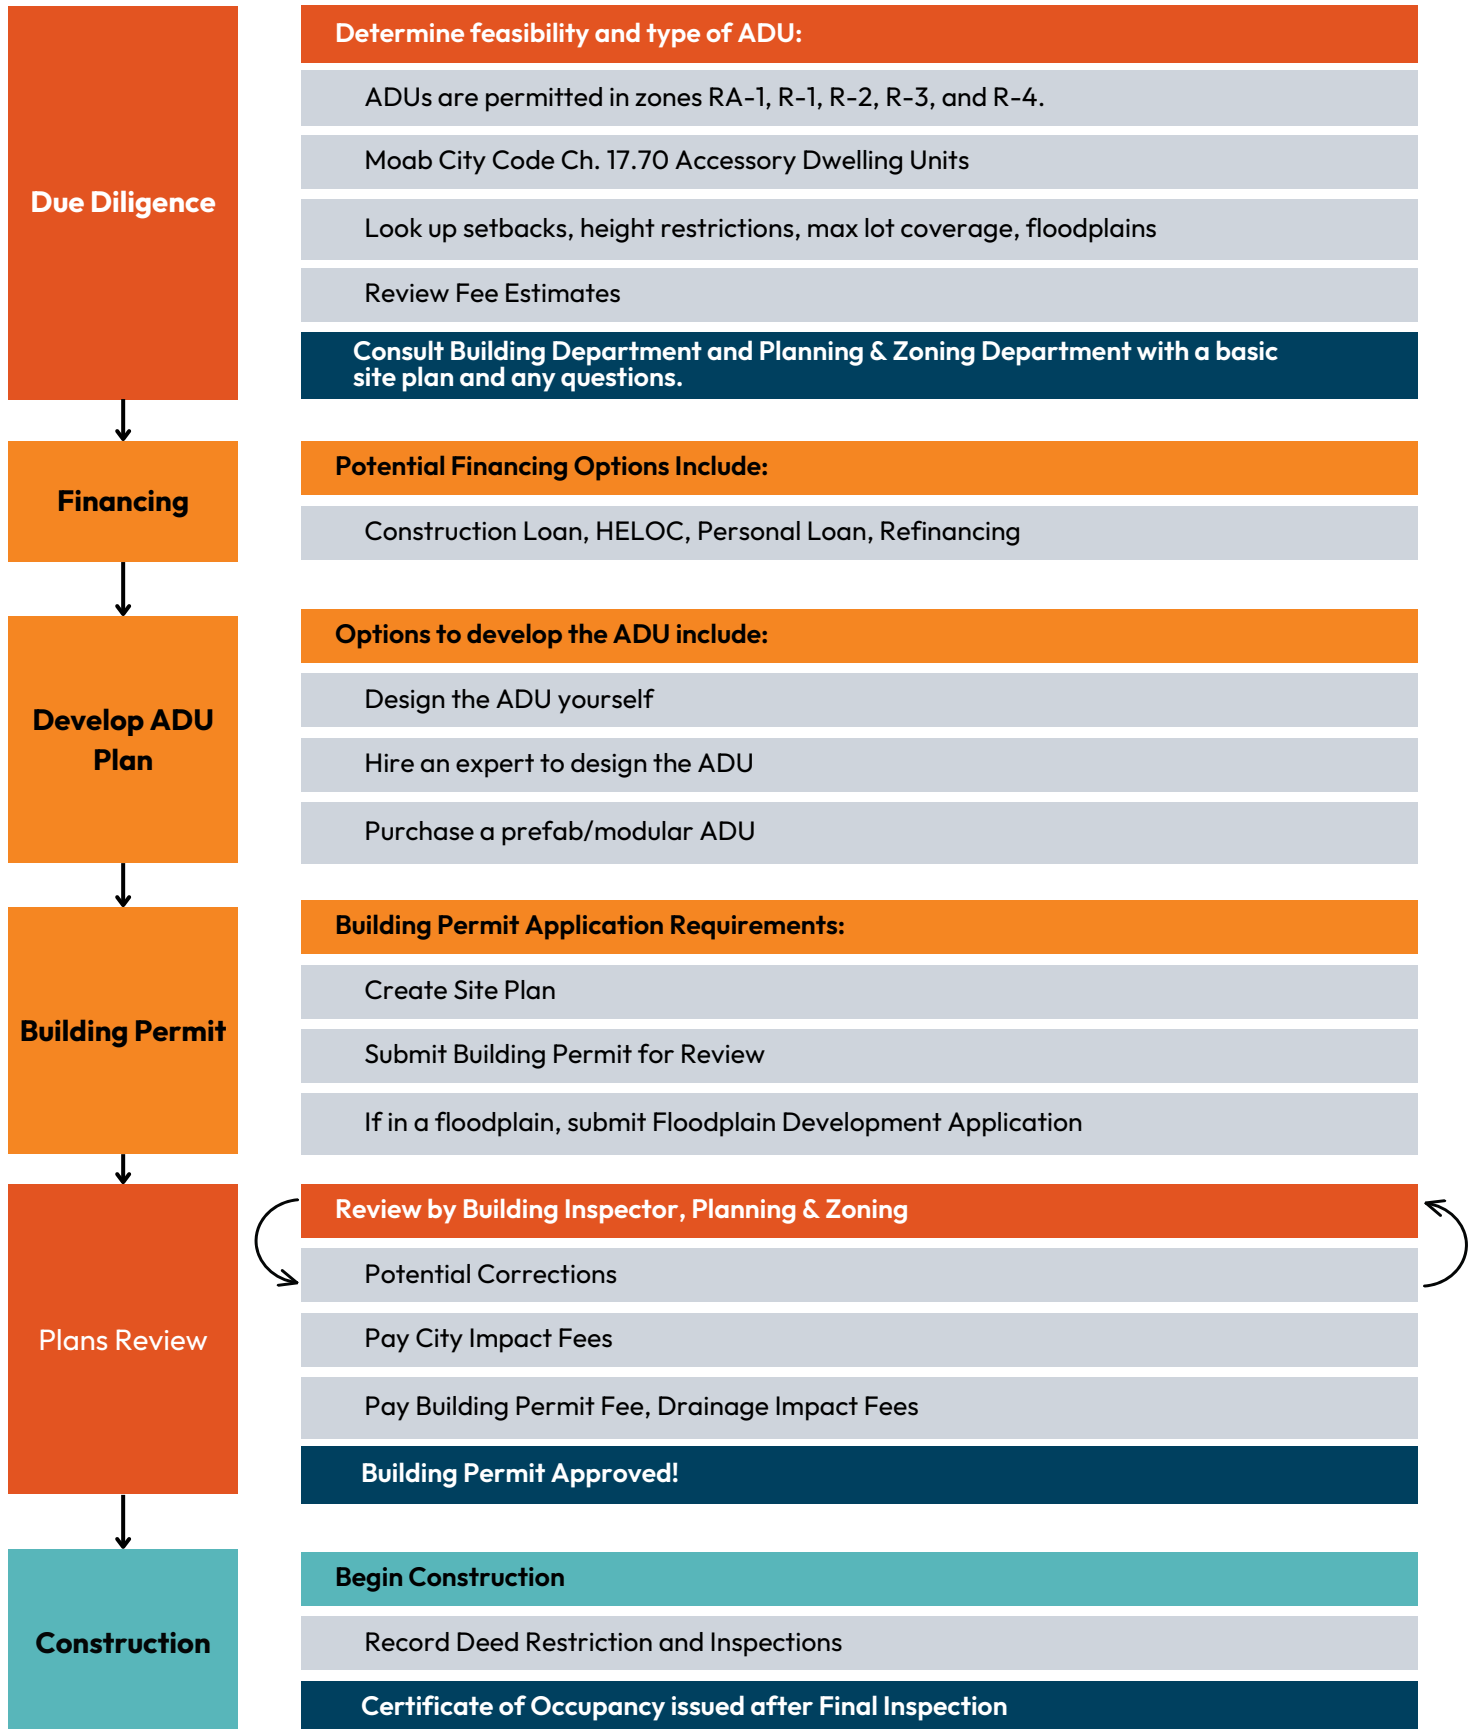 Due Diligence
Determine feasibility and type of ADU:
ADUs are permitted in zones RA-1, R-1, R-2, R-3, and R-4.
Moab City Code Ch. 17.70 Accessory Dwelling Units
Look up setbacks, height restrictions, max lot coverage, floodplains
Review Fee Estimates
Consult Building Department and Planning & Zoning Department with a basic
site plan and any questions.
Financing
Potential Financing Options Include:
Construction Loan, HELOC, Personal Loan, Refinancing
Develop ADU
Plan
Options to develop the ADU include:
Design the ADU yourself
Hire an expert to design the ADU
Purchase a prefab/modular ADU
Building Permit
Building Permit Application Requirements:
Create Site Plan
Submit Building Permit for Review
If in a floodplain, submit Floodplain Development Application
Plans Review
Review by Building Inspector, Planning & Zoning
Potential Corrections
Pay City Impact Fees
Pay Building Permit Fee, Drainage Impact Fees
Building Permit Approved!
Construction
Begin Construction
Record Deed Restriction and Inspections
Certificate of Occupancy issued after Final Inspection